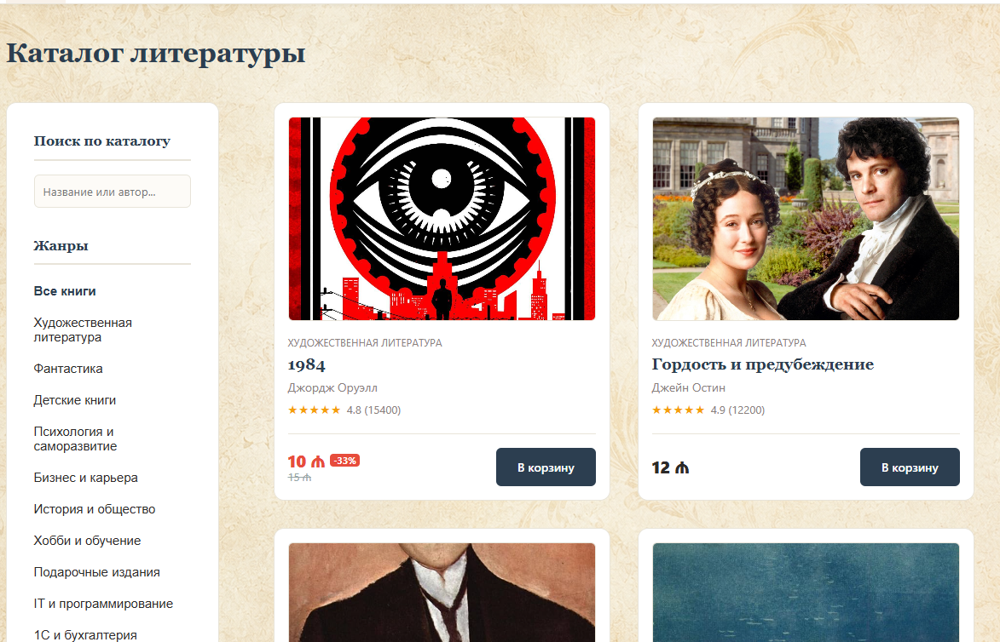 Каталог литературы
Поиск по каталогу
Название или автор...
Жанры
Все книги
Художественная
литература
Фантастика
Детские книги
Психология и
саморазвитие
Бизнес и карьера
История и общество
Хобби и обучение
Подарочные издания
IT и программирование
1С и бухгалтерия
ХУДОЖЕСТВЕННАЯ ЛИТЕРАТУРА
1984
Джордж Оруэлл
★★★★★ 4.8 (15400)
10 ₼ -33%
15 ₼
В корзину
ХУДОЖЕСТВЕННАЯ ЛИТЕРАТУРА
Гордость и предубеждение
Джейн Остин
★★★★★ 4.9 (12200)
12 ₼
В корзину